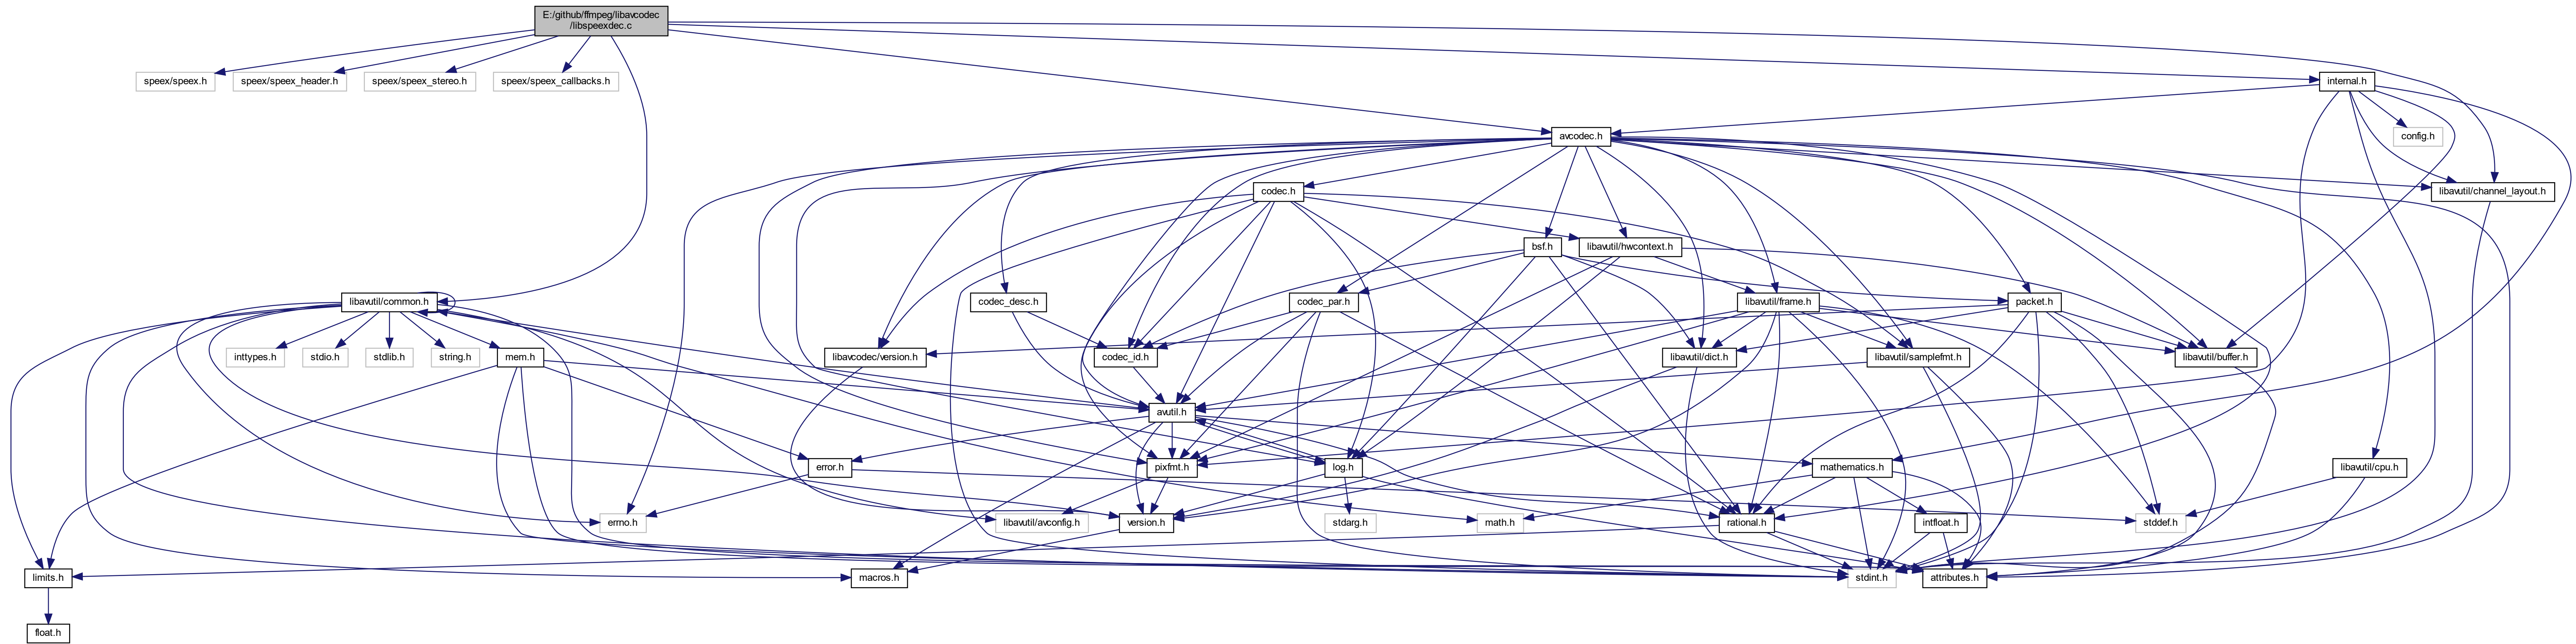 E:/github/ffmpeg/libavcodec
/libspeexdec.c
speex/speex.h
speex/speex_header.h
speex/speex_stereo.h
speex/speex_callbacks.h
internal.h
avcodec.h
config.h
codec.h
libavutil/channel_layout.h
bsf.h
libavutil/hwcontext.h
libavutil/common.h
codec_desc.h
codec_par.h
libavutil/frame.h
packet.h
inttypes.h
stdio.h
stdlib.h
string.h
mem.h
libavcodec/version.h
codec_id.h
libavutil/dict.h
libavutil/samplefmt.h
libavutil/buffer.h
avutil.h
error.h
pixfmt.h
log.h
mathematics.h
libavutil/cpu.h
errno.h
libavutil/avconfig.h
version.h
stdarg.h
math.h
rational.h
intfloat.h
stddef.h
limits.h
macros.h
stdint.h
attributes.h
float.h